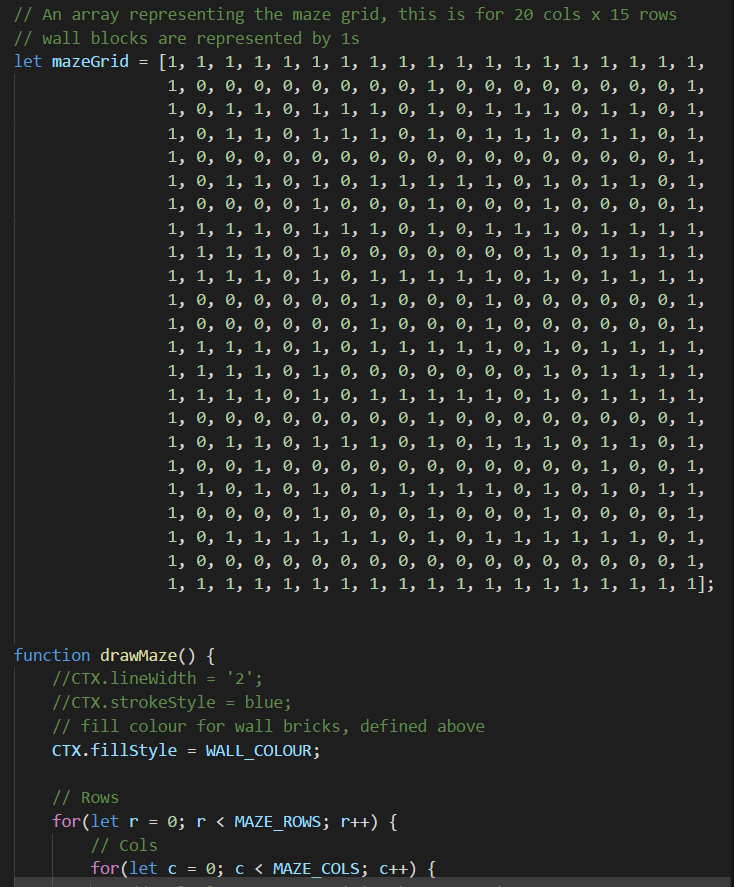 // An array representing the maze grid, this is for 20 cols x 15 rows
// wall blocks are represented by 1s
let mazeGrid = [1, 1, 1, 1, 1, 1, 1, 1, 1, 1, 1, 1, 1, 1, 1, 1, 1, 1, 1,
1, 0, 0, 0, 0, 0, 0, 0, 0, 1, 0, 0, 0, 0, 0, 0, 0, 0, 1,
1, 0, 1, 1, 0, 1, 1, 1, 0, 1, 0, 1, 1, 1, 0, 1, 1, 0, 1,
1, 0, 1, 1, 0, 1, 1, 1, 0, 1, 0, 1, 1, 1, 0, 1, 1, 0, 1,
1, 0, 0, 0, 0, 0, 0, 0, 0, 0, 0, 0, 0, 0, 0, 0, 0, 0, 1,
1, 0, 1, 1, 0, 1, 0, 1, 1, 1, 1, 1, 0, 1, 0, 1, 1, 0, 1,
1, 0, 0, 0, 0, 1, 0, 0, 0, 1, 0, 0, 0, 1, 0, 0, 0, 0, 1,
1, 1, 1, 1, 0, 1, 1, 1, 0, 1, 0, 1, 1, 1, 0, 1, 1, 1, 1,
1, 1, 1, 1, 0, 1, 0, 0, 0, 0, 0, 0, 0, 1, 0, 1, 1, 1, 1,
1, 1, 1, 1, 0, 1, 0, 1, 1, 1, 1, 1, 0, 1, 0, 1, 1, 1, 1,
1, 0, 0, 0, 0, 0, 0, 1, 0, 0, 0, 1, 0, 0, 0, 0, 0, 0, 1,
1, 0, 0, 0, 0, 0, 0, 1, 0, 0, 0, 1, 0, 0, 0, 0, 0, 0, 1,
1, 1, 1, 1, 0, 1, 0, 1, 1, 1, 1, 1, 0, 1, 0, 1, 1, 1, 1,
1, 1, 1, 1, 0, 1, 0, 0, 0, 0, 0, 0, 0, 1, 0, 1, 1, 1, 1,
1, 1, 1, 1, 0, 1, 0, 1, 1, 1, 1, 1, 0, 1, 0, 1, 1, 1, 1,
1, 0, 0, 0, 0, 0, 0, 0, 0, 1, 0, 0, 0, 0, 0, 0, 0, 0, 1,
1, 0, 1, 1, 0, 1, 1, 1, 0, 1, 0, 1, 1, 1, 0, 1, 1, 0, 1,
1, 0, 0, 1, 0, 0, 0, 0, 0, 0, 0, 0, 0, 0, 0, 1, 0, 0, 1,
1, 1, 0, 1, 0, 1, 0, 1, 1, 1, 1, 1, 0, 1, 0, 1, 0, 1, 1,
1, 0, 0, 0, 0, 1, 0, 0, 0, 1, 0, 0, 0, 1, 0, 0, 0, 0, 1,
1, 0, 1, 1, 1, 1, 1, 1, 0, 1, 0, 1, 1, 1, 1, 1, 1, 0, 1,
1, 0, 0, 0, 0, 0, 0, 0, 0, 0, 0, 0, 0, 0, 0, 0, 0, 0, 1,
1, 1, 1, 1, 1, 1, 1, 1, 1, 1, 1, 1, 1, 1, 1, 1, 1, 1, 1];
function drawMaze() {
//CTX.lineWidth = '2';
//CTX.strokeStyle = blue;
// fill colour for wall bricks, defined above
CTX.fillStyle = WALL_COLOUR;
// Rows
for(let r = 0; r < MAZE_ROWS; r++) {
// Cols
for(let c = 0; c < MAZE_COLS; c++) {